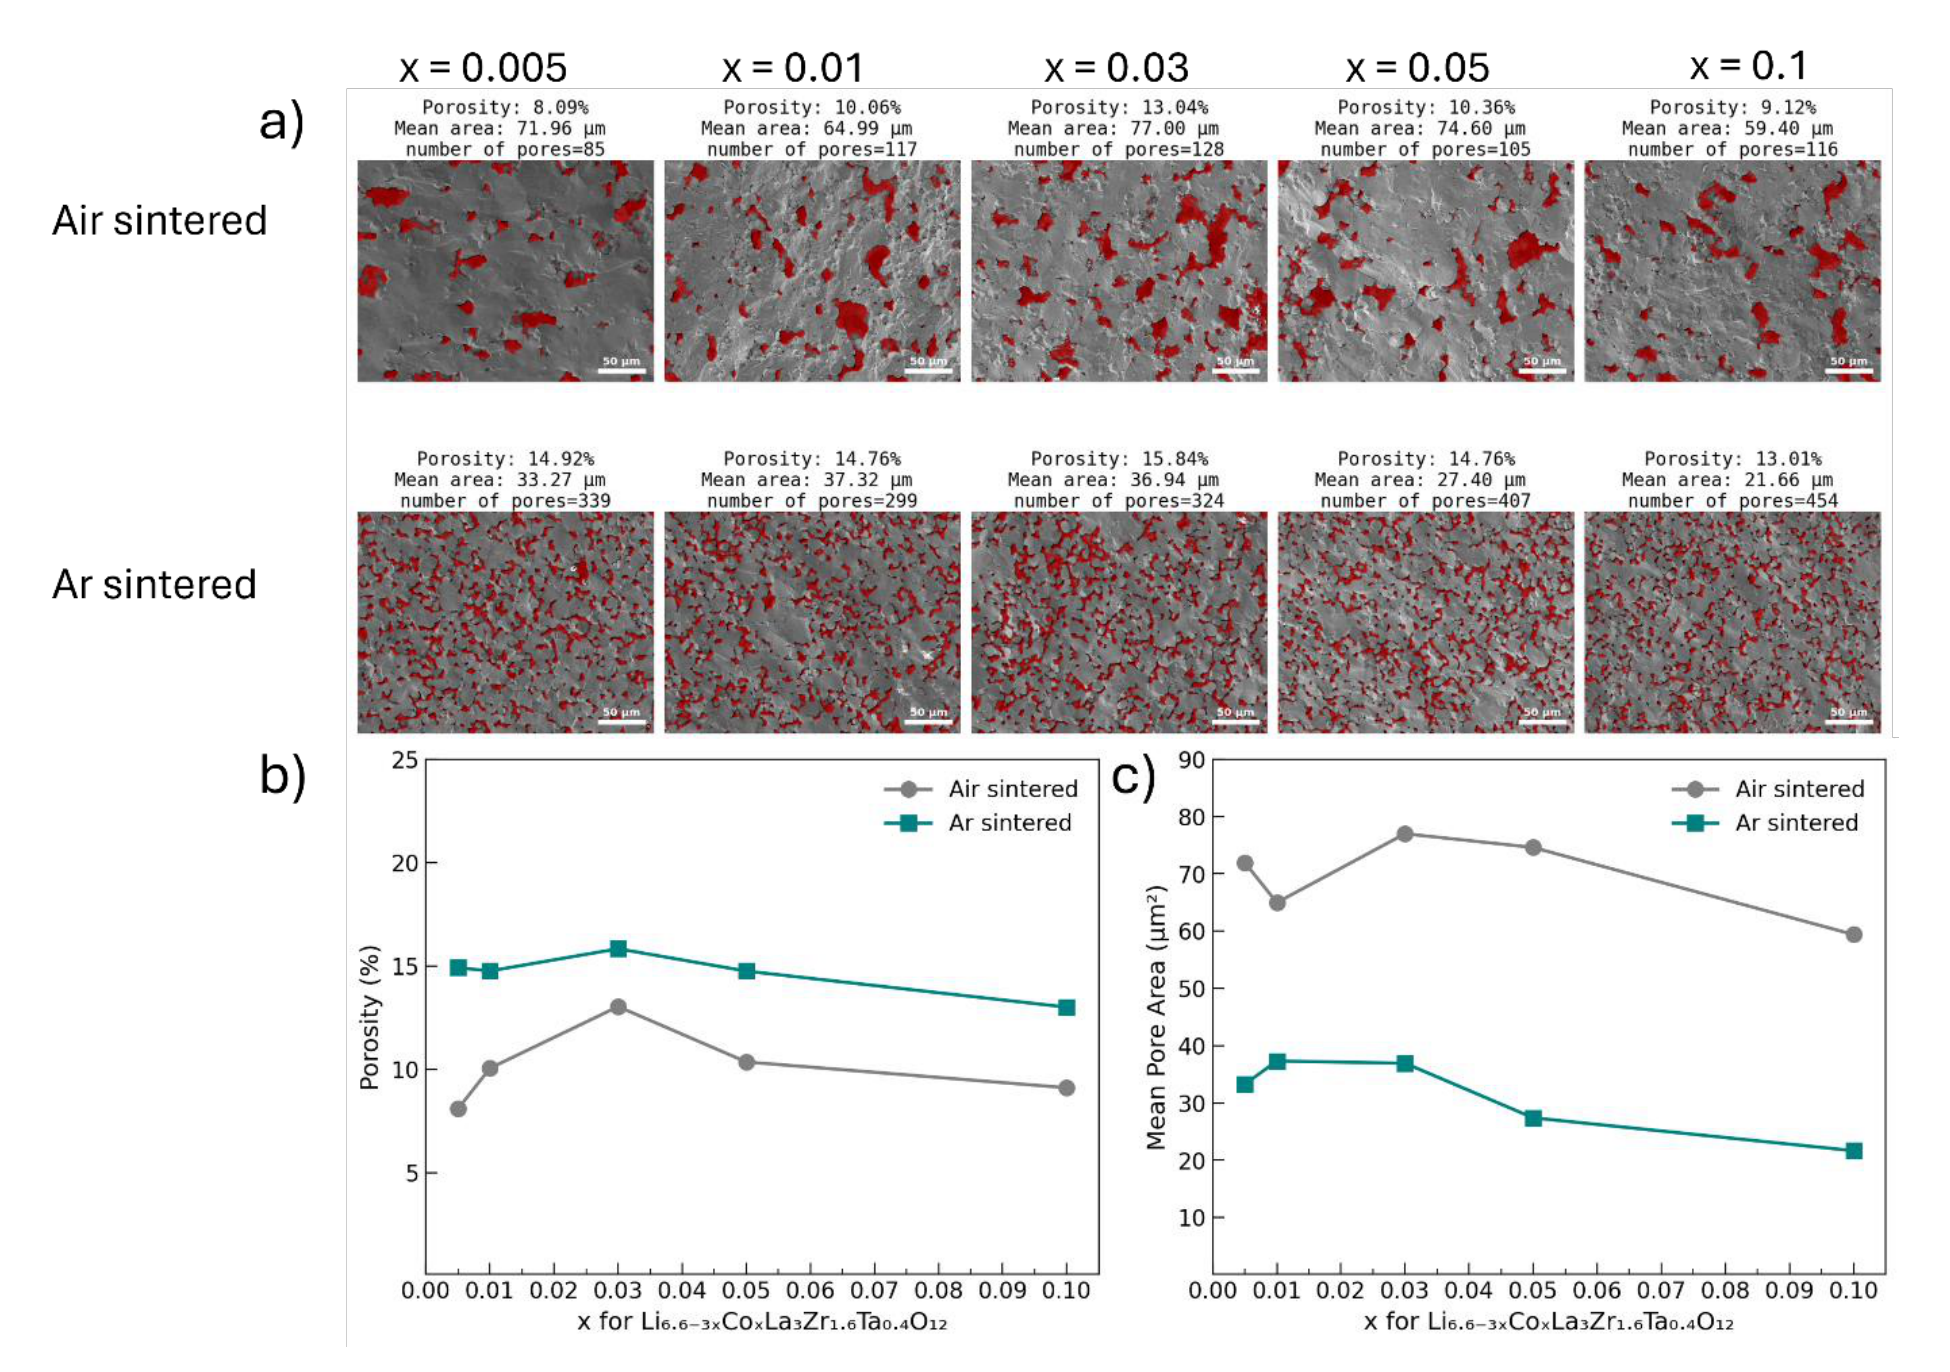 x = 0.005
x = 0.01
x = 0.03
x = 0.05
x = 0.1
a)
Porosity: 8.09%
Mean area: 71.96 μm
number of pores=85
Porosity: 10.06%
Mean area: 64.99 μm
number of pores=117
Porosity: 13.04%
Mean area: 77.00 μm
number of pores=128
Porosity: 10.36%
Mean area: 74.60 μm
number of pores=105
Porosity: 9.12%
Mean area: 59.40 μm
number of pores=116
Air sintered
50 μm
50 μm
50 μm
50 μm
50 μm
Porosity: 14.92%
Mean area: 33.27 μm
number of pores=339
Porosity: 14.76%
Mean area: 37.32 μm
number of pores=299
Porosity: 15.84%
Mean area: 36.94 μm
number of pores=324
Porosity: 14.76%
Mean area: 27.40 μm
number of pores=407
Porosity: 13.01%
Mean area: 21.66 μm
number of pores=454
Ar sintered
50 μm
50 μm
50 μm
50 μm
50 μm
b)
25
20
15
10
5
Porosity (%)
Air sintered
Ar sintered
0.00 0.01 0.02 0.03 0.04 0.05 0.06 0.07 0.08 0.09 0.10
x for Li₆.₆₋₃ₓCoₓLa₃Zr₁.₆Ta₀.₄O₁₂
c)
90
80
70
60
50
40
30
20
10
Mean Pore Area (μm²)
Air sintered
Ar sintered
0.00 0.01 0.02 0.03 0.04 0.05 0.06 0.07 0.08 0.09 0.10
x for Li₆.₆₋₃ₓCoₓLa₃Zr₁.₆Ta₀.₄O₁₂